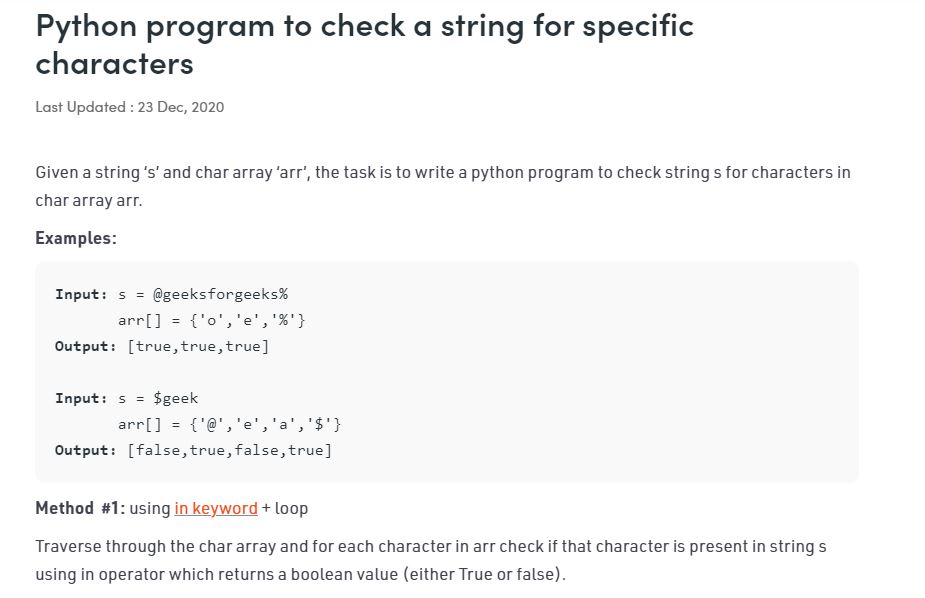 Python program to check a string for specific
characters
Last Updated : 23 Dec, 2020
Given a string ‘s’ and char array ‘arr’, the task is to write a python program to check string s for characters in
char array arr.
Examples:
Input: s = @geeksforgeeks%
arr[] = {'o','e','%'}
Output: [true,true,true]
Input: s = $geek
arr[] = {'@','e','a','$'}
Output: [false,true,false,true]
Method #1: using in keyword + loop
Traverse through the char array and for each character in arr check if that character is present in string s
using in operator which returns a boolean value (either True or false).